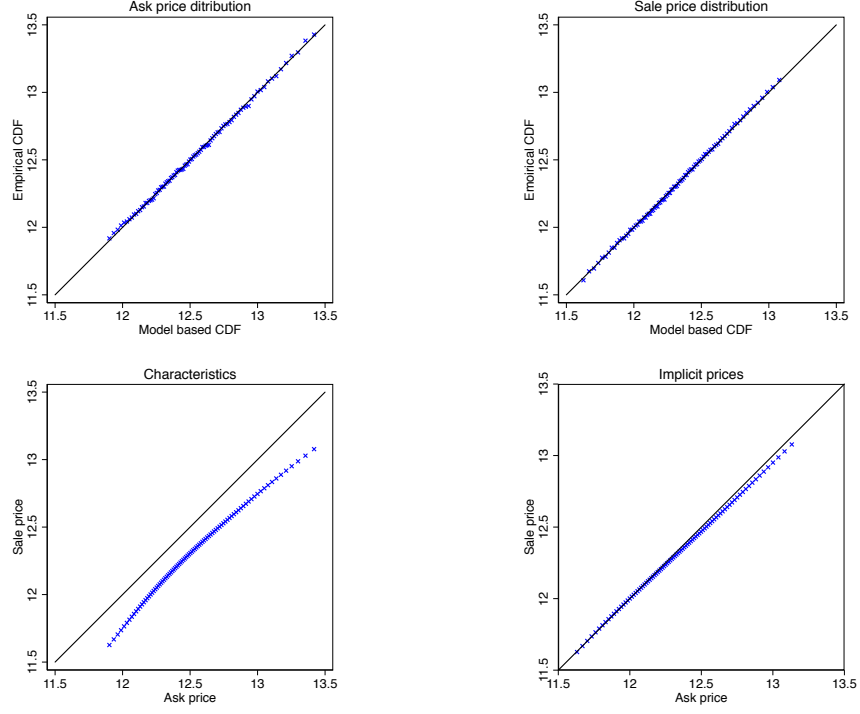 Ask price ditribution
Empirical CDF
11.5 12 12.5 13 13.5
11.5 12 12.5 13 13.5
Model based CDF
Sale price distribution
Emoirical CDF
11.5 12 12.5 13 13.5
11.5 12 12.5 13 13.5
Model based CDF
Characteristics
Sale price
11.5 12 12.5 13 13.5
11.5 12 12.5 13 13.5
Ask price
Implicit prices
Sale price
11.5 12 12.5 13 13.5
11.5 12 12.5 13 13.5
Ask price